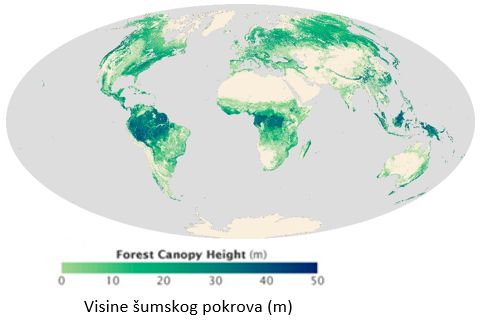 Forest Canopy Height (m)
0 10 20 30 40 50
Visine šumskog pokrova (m)